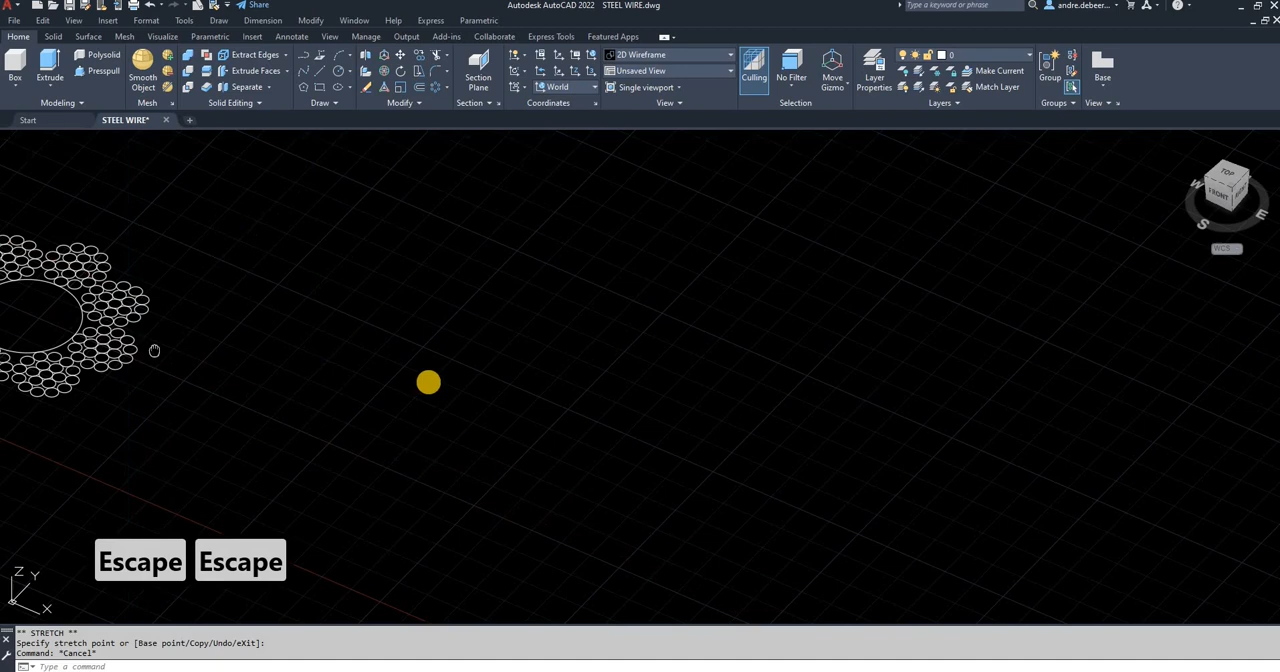 Share
Autodesk AutoCAD 2022 STEEL WIRE.dwg
Type a keyword or phrase
andre.debeer...
File Edit View Insert Format Tools Draw Dimension Modify Window Help Express Parametric
Home Solid Surface Mesh Visualize Parametric Insert Annotate View Manage Output Add-ins Collaborate Express Tools Featured Apps
Polysolid
Presspull
Box
Extrude
Modeling
Smooth
Object
Mesh
Extract Edges
Extrude Faces
Separate
Solid Editing
Draw
Modify
Section
Plane
Section
World
Coordinates
2D Wireframe
Unsaved View
Single viewport
View
Culling
No Filter
Move
Gizmo
Selection
Layer
Properties
0
Make Current
Match Layer
Layers
Group
Groups
Base
View
Start
STEEL WIRE*
TOP
FRONT
RIGHT
W
S
E
WCS
Escape Escape
Z
Y
X
** STRETCH **
Specify stretch point or [Base point/Copy/Undo/eXit]:
Command: *Cancel*
Type a command